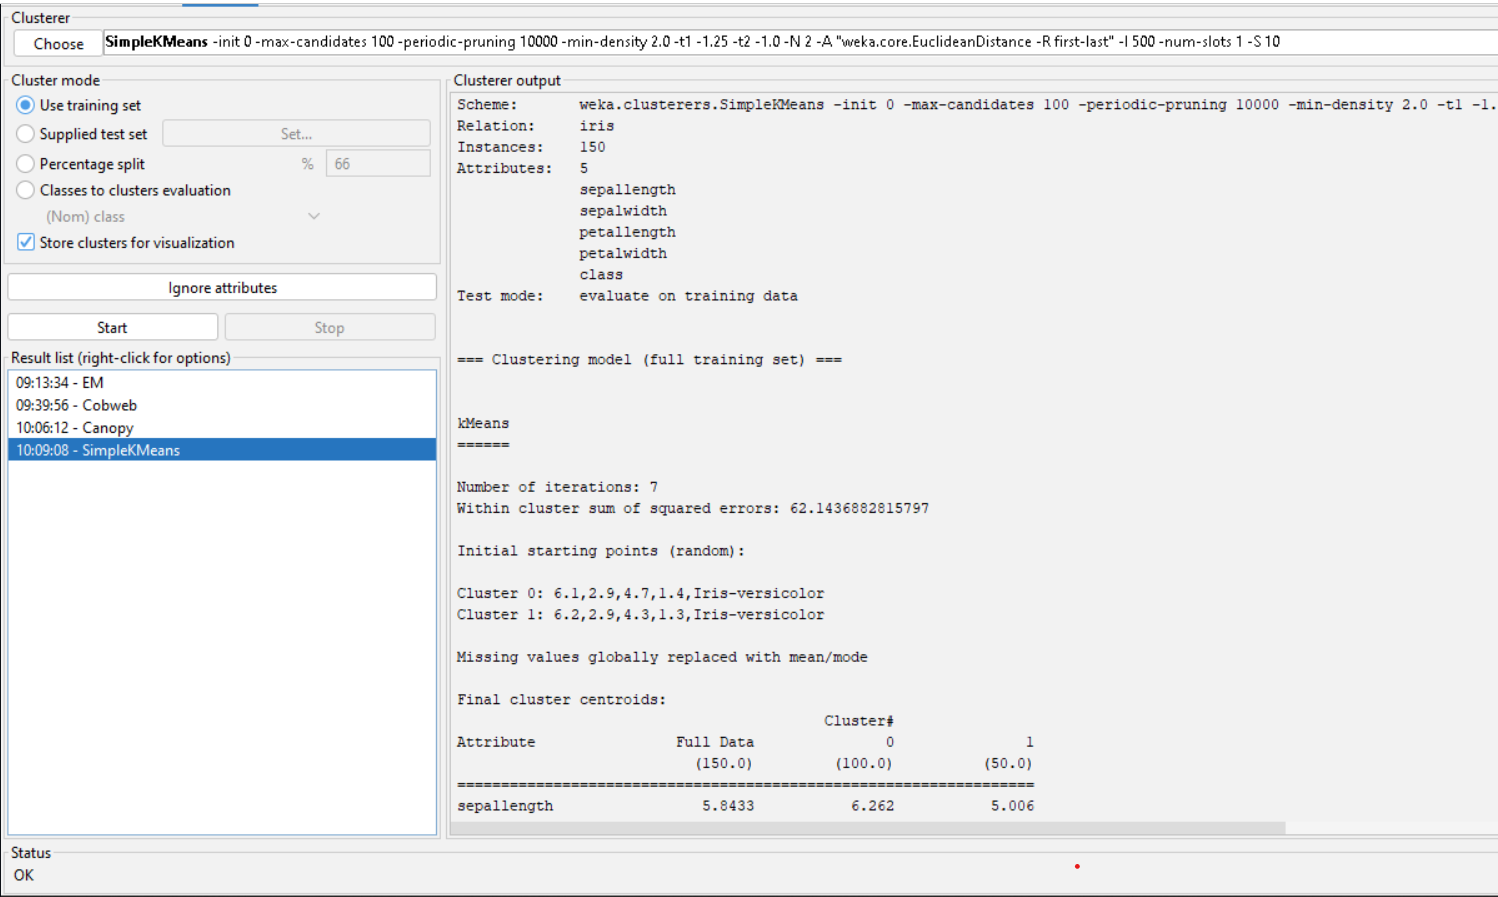 Clusterer
Choose
SimpleKMeans -init 0 -max-candidates 100 -periodic-pruning 10000 -min-density 2.0 -t1 -1.25 -t2 -1.0 -N 2 -A "weka.core.EuclideanDistance -R first-last" -I 500 -num-slots 1 -S 10
Cluster mode
Use training set
Supplied test set
Set...
Percentage split
% 66
Classes to clusters evaluation
(Nom) class
Store clusters for visualization
Ignore attributes
Start
Stop
Result list (right-click for options)
09:13:34 - EM
09:39:56 - Cobweb
10:06:12 - Canopy
10:09:08 - SimpleKMeans
Clusterer output
Scheme: weka.clusterers.SimpleKMeans -init 0 -max-candidates 100 -periodic-pruning 10000 -min-density 2.0 -t1 -1.
Relation: iris
Instances: 150
Attributes: 5
sepallength
sepalwidth
petallength
petalwidth
class
Test mode: evaluate on training data
=== Clustering model (full training set) ===
kMeans
======
Number of iterations: 7
Within cluster sum of squared errors: 62.1436882815797
Initial starting points (random):
Cluster 0: 6.1,2.9,4.7,1.4,Iris-versicolor
Cluster 1: 6.2,2.9,4.3,1.3,Iris-versicolor
Missing values globally replaced with mean/mode
Final cluster centroids:
Cluster#
Attribute Full Data 0 1
(150.0) (100.0) (50.0)
==================================================================
sepallength 5.8433 6.262 5.006
Status
OK